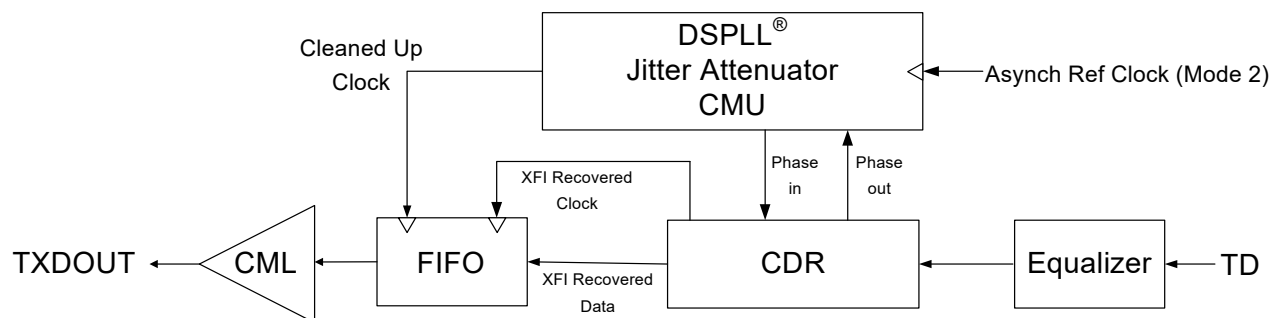 DSPLL®
Jitter Attenuator
CMU
Cleaned Up
Clock
Asynch Ref Clock (Mode 2)
Phase
in
Phase
out
XFI Recovered
Clock
TXDOUT
CML
FIFO
XFI Recovered
Data
CDR
Equalizer
TD